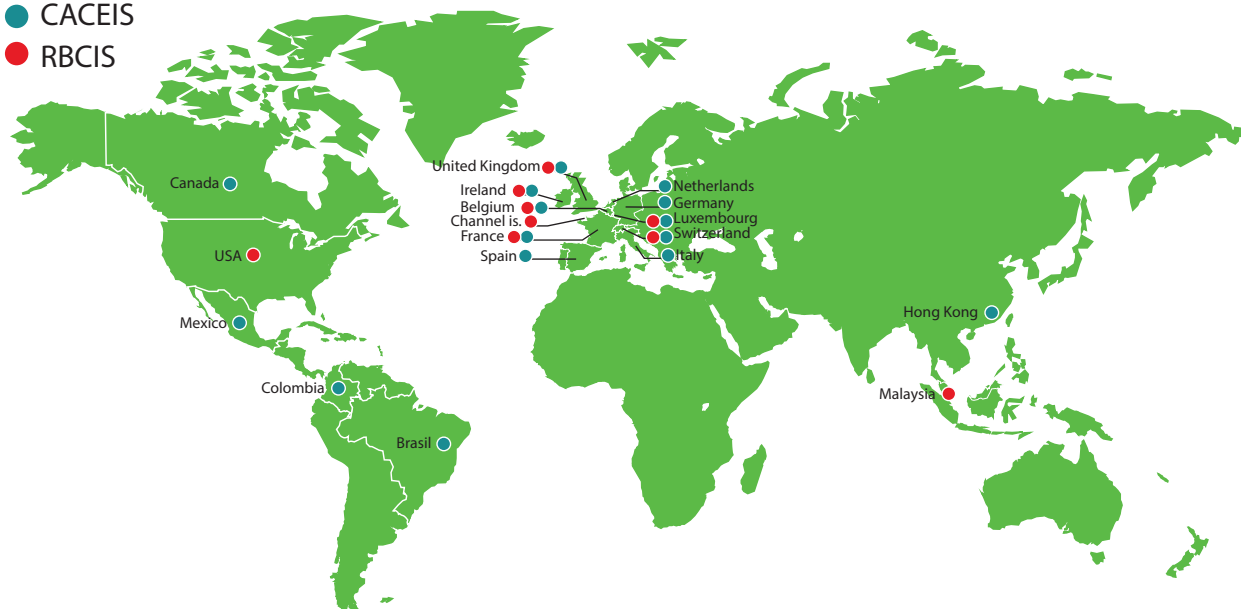 CACEIS
RBCIS
United Kingdom
Canada
Ireland
Netherlands
Belgium
Germany
Channel is.
Luxembourg
France
Switzerland
USA
Spain
Italy
Mexico
Hong Kong
Colombia
Malaysia
Brasil